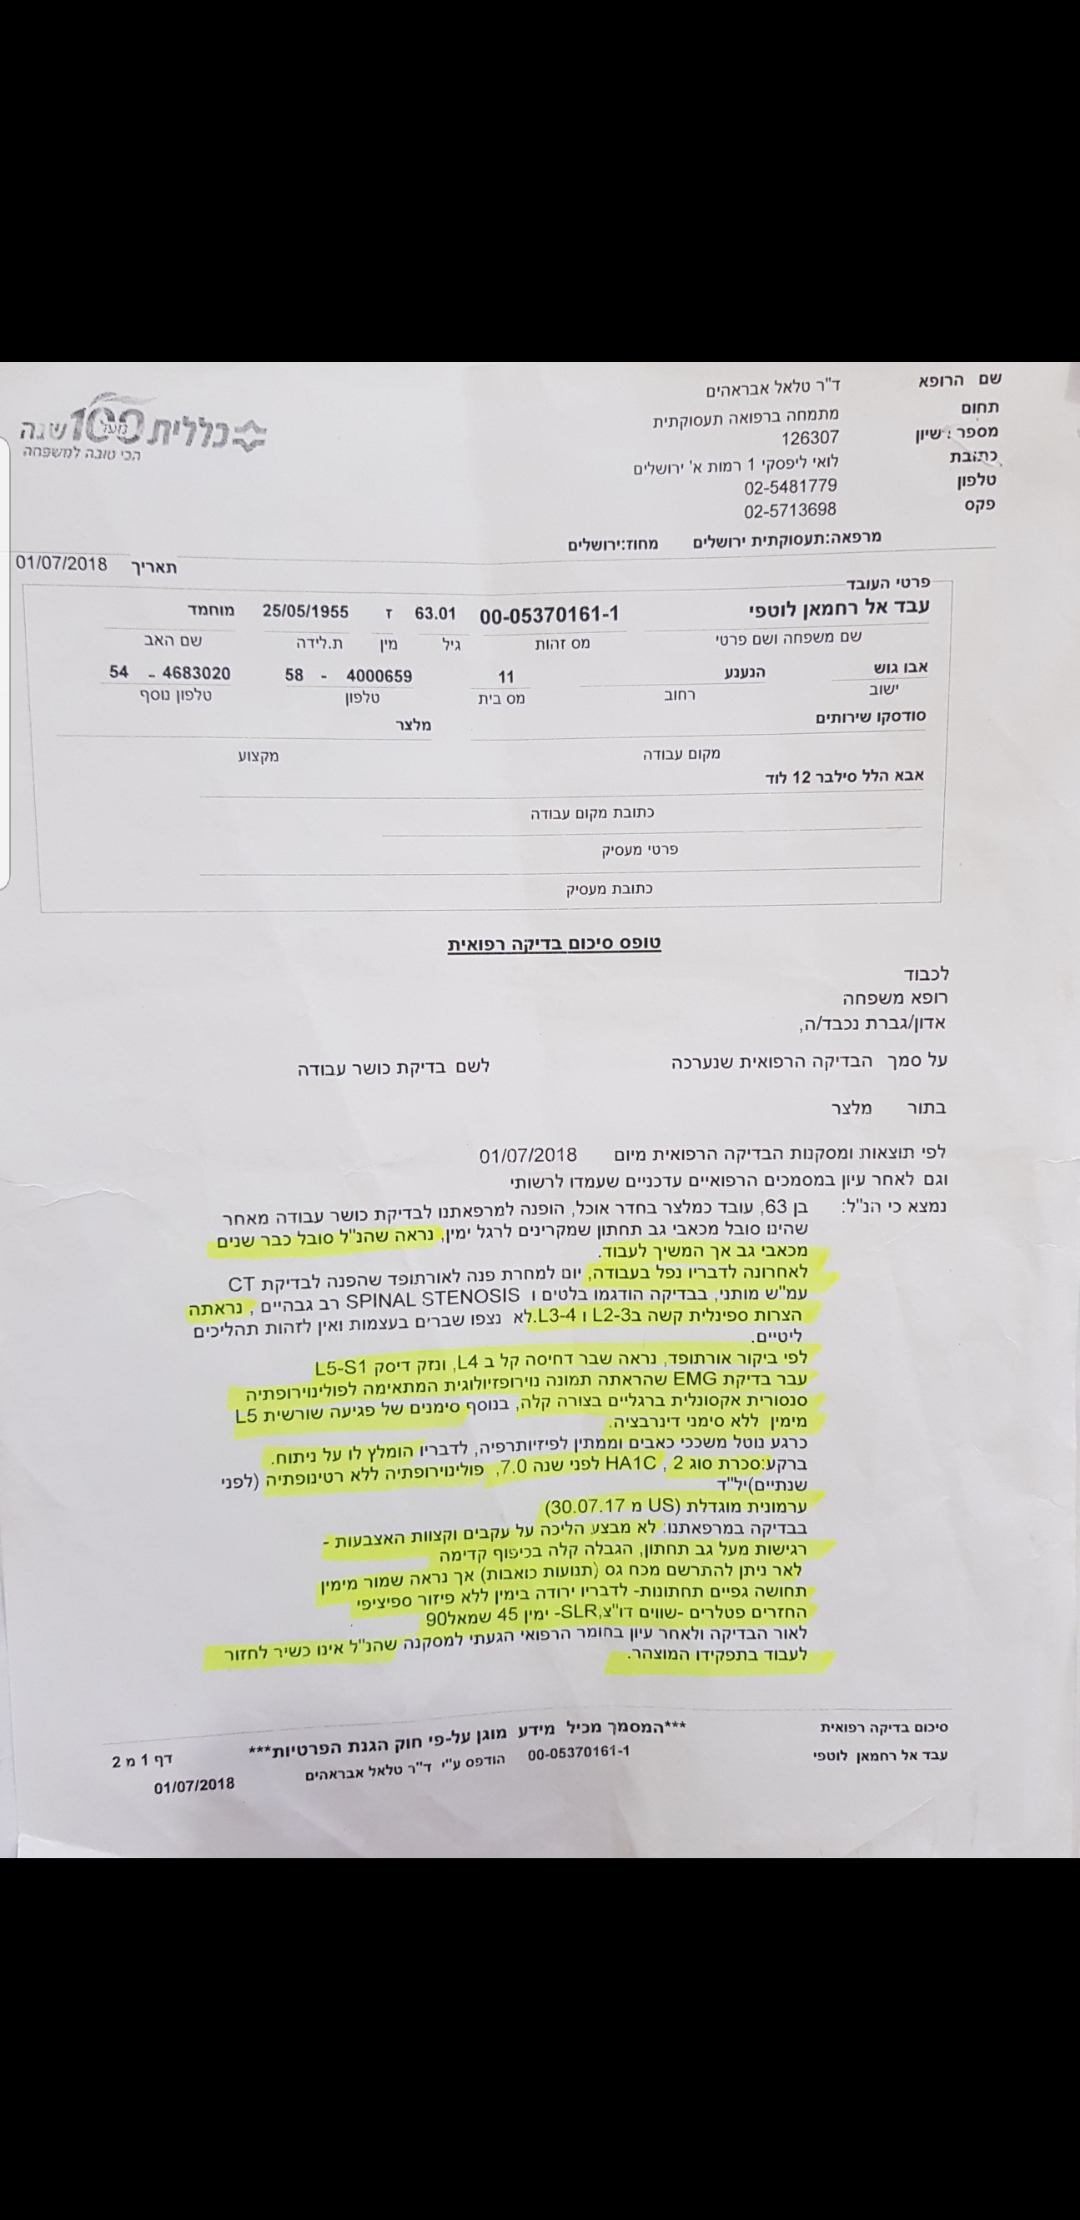 כללית מעל 100 שנה
הכי טובה למשפחה
שם הרופא ד"ר טלאל אבראהים
תחום מתמחה ברפואה תעסוקתית
מספר רשיון 126307
כתובת לואי ליפסקי 1 רמות א' ירושלים
טלפון 02-5481779
פקס 02-5713698
מרפאה:תעסוקתית ירושלים מחוז:ירושלים
תאריך 01/07/2018
פרטי העובד
עבד אל רחמאן לוטפי 00-05370161-1 63.01 ז 25/05/1955 מוחמד
שם משפחה ושם פרטי מס זהות גיל מין ת.לידה שם האב
אבו גוש הנענע 11 58 - 4000659 54 - 4683020
ישוב רחוב מס בית טלפון טלפון נוסף
סודסקו שירותים מלצר
מקום עבודה מקצוע
אבא הלל סילבר 12 לוד
כתובת מקום עבודה
פרטי מעסיק
כתובת מעסיק
טופס סיכום בדיקה רפואית
לכבוד
רופא משפחה
אדון/גברת נכבד/ה,
על סמך הבדיקה הרפואית שנערכה לשם בדיקת כושר עבודה
בתור מלצר
לפי תוצאות ומסקנות הבדיקה הרפואית מיום 01/07/2018
וגם לאחר עיון במסמכים הרפואיים עדכניים שעמדו לרשותי
נמצא כי הנ"ל: בן 63, עובד כמלצר בחדר אוכל, הופנה למרפאתנו לבדיקת כושר עבודה מאחר
שהינו סובל מכאבי גב תחתון שמקרינים לרגל ימין, נראה שהנ"ל סובל כבר שנים
מכאבי גב אך המשיך לעבוד.
לאחרונה לדבריו נפל בעבודה, יום למחרת פנה לאורתופד שהפנה לבדיקת CT
עמ"ש מותני, בבדיקה הודגמו בלטים ו SPINAL STENOSIS רב גבהיים , נראתה
הצרות ספינלית קשה בL2-3 ו L3-4.לא נצפו שברים בעצמות ואין לזהות תהליכים
ליטיים.
לפי ביקור אורתופד, נראה שבר דחיסה קל ב L4, ונזק דיסק L5-S1
עבר בדיקת EMG שהראתה תמונה נוירופזיולוגית המתאימה לפולינוירופתיה
סנסורית אקסונלית ברגליים בצורה קלה, בנוסף סימנים של פגיעה שורשית L5
מימין ללא סימני דינרבציה.
כרגע נוטל משככי כאבים וממתין לפיזיותרפיה, לדבריו הומלץ לו על ניתוח.
ברקע:סכרת סוג 2 , HA1C לפני שנה 7.0, פולינוירופתיה ללא רטינופתיה (לפני
שנתיים)יל"ד
ערמונית מוגדלת (US מ 30.07.17)
בבדיקה במרפאתנו: לא מבצע הליכה על עקבים וקצוות האצבעות -
רגישות מעל גב תחתון, הגבלה קלה בכיפוף קדימה
לאר ניתן להתרשם מכח גס (תנועות כואבות) אך נראה שמור מימין
תחושה גפיים תחתונות- לדבריו ירודה בימין ללא פיזור ספיציפי
החזרים פטלרים -שווים דו"צ,SLR- ימין 45 שמאל90
לאור הבדיקה ולאחר עיון בחומר הרפואי הגעתי למסקנה שהנ"ל אינו כשיר לחזור
לעבוד בתפקידו המוצהר.
סיכום בדיקה רפואית ***המסמך מכיל מידע מוגן על-פי חוק הגנת הפרטיות***
עבד אל רחמאן לוטפי 00-05370161-1 הודפס ע"י ד"ר טלאל אבראהים דף 1 מ 2
01/07/2018